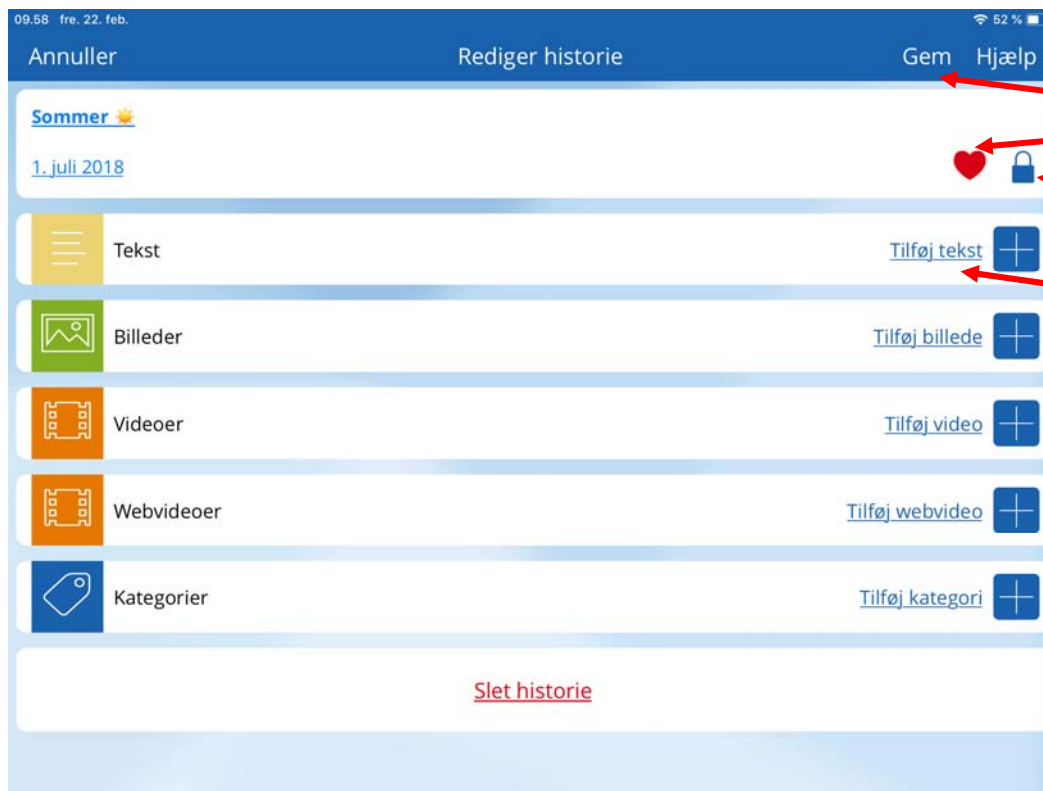 09.58 fre. 22. feb. 52 %
Annuller Rediger historie Gem Hjælp
Sommer ☀️
1. juli 2018
Tekst Tilføj tekst
Billeder Tilføj billede
Videoer Tilføj video
Webvideoer Tilføj webvideo
Kategorier Tilføj kategori
Slet historie